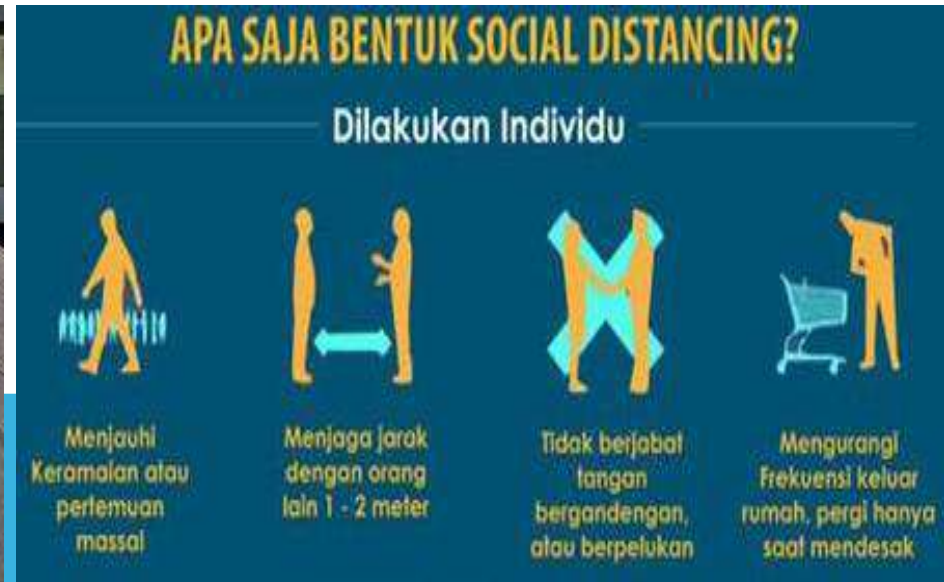 APA SAJA BENTUK SOCIAL DISTANCING?
Dilakukan Individu
Menjauhi
Keramaian atau
pertemuan
massal
Menjaga jarak
dengan orang
lain 1 - 2 meter
Tidak berjabat
tangan
bergandengan,
atau berpelukan
Mengurangi
Frekuensi keluar
rumah, pergi hanya
saat mendesak